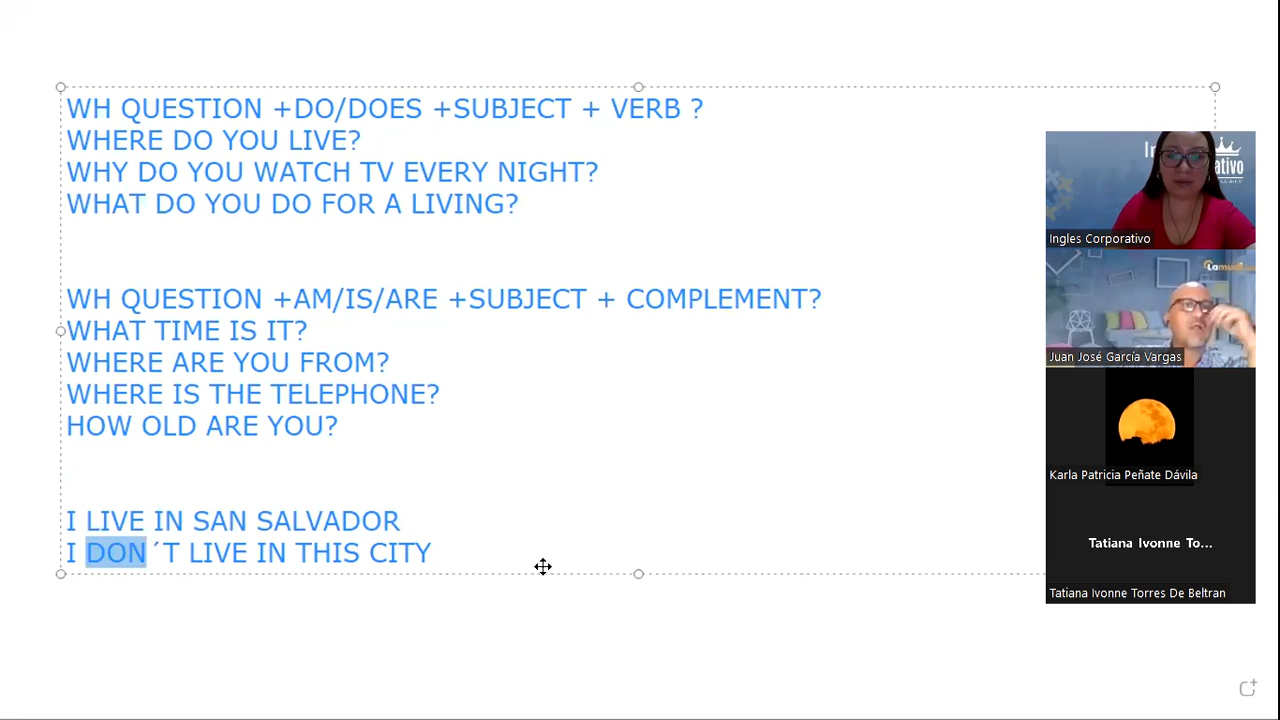 WH QUESTION +DO/DOES +SUBJECT + VERB ?
WHERE DO YOU LIVE?
WHY DO YOU WATCH TV EVERY NIGHT?
WHAT DO YOU DO FOR A LIVING?
WH QUESTION +AM/IS/ARE +SUBJECT + COMPLEMENT?
WHAT TIME IS IT?
WHERE ARE YOU FROM?
WHERE IS THE TELEPHONE?
HOW OLD ARE YOU?
I LIVE IN SAN SALVADOR
I DON ´T LIVE IN THIS CITY
Ingles Corporativo
Juan José García Vargas
Karla Patricia Peñate Dávila
Tatiana Ivonne To...
Tatiana Ivonne Torres De Beltran